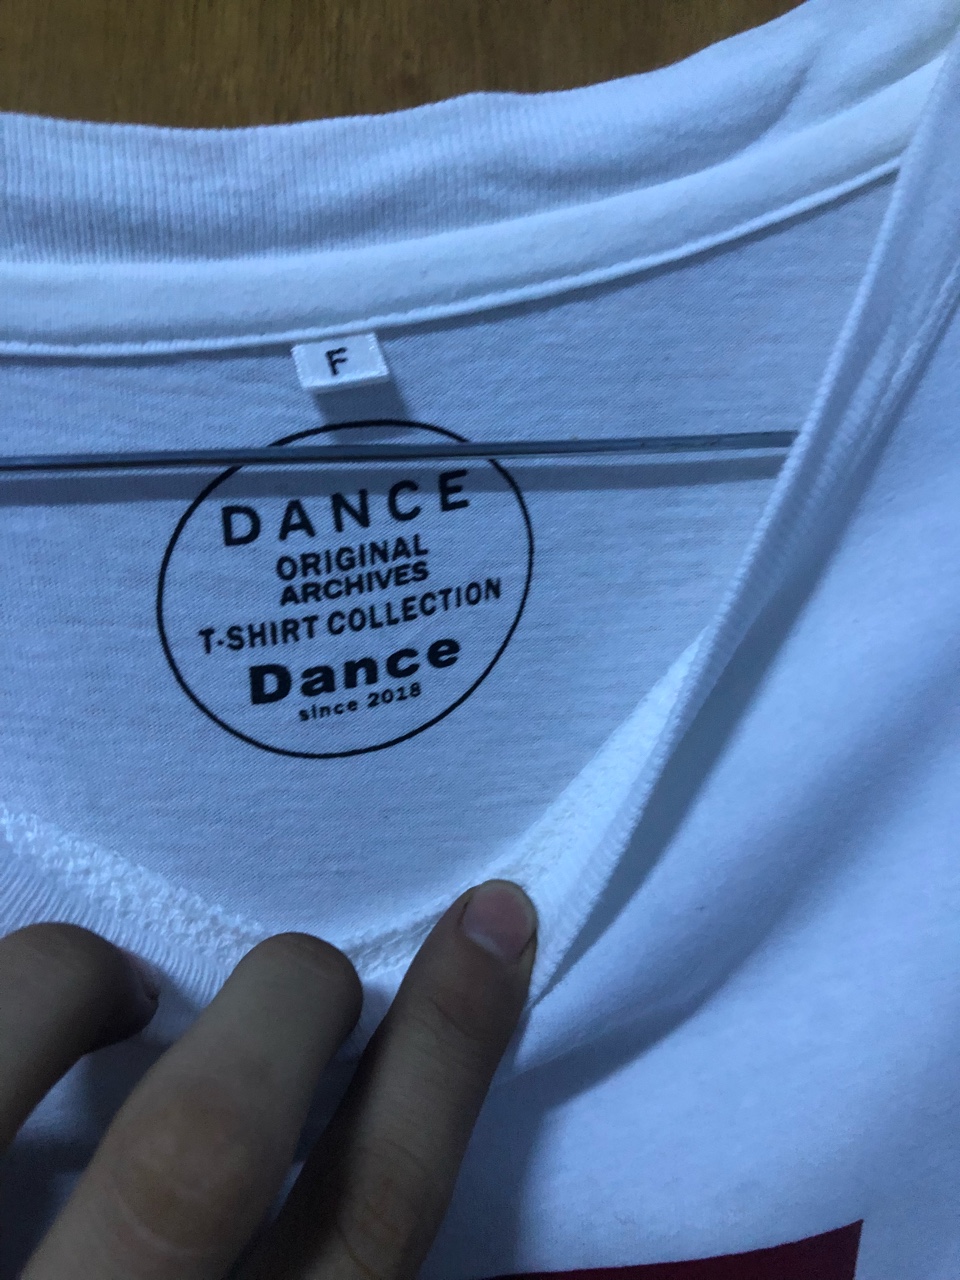 F
DANCE
ORIGINAL
ARCHIVES
T-SHIRT COLLECTION
Dance
since 2018